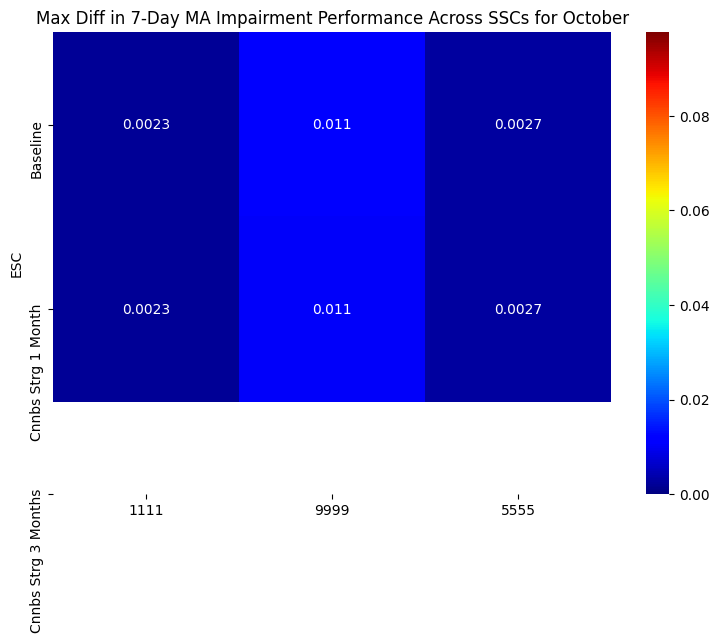 Max Diff in 7-Day MA Impairment Performance Across SSCs for October
ESC
Baseline
Cnnbs Strg 1 Month
Cnnbs Strg 3 Months
0.0023 0.011 0.0027
0.0023 0.011 0.0027
1111 9999 5555
0.08
0.06
0.04
0.02
0.00